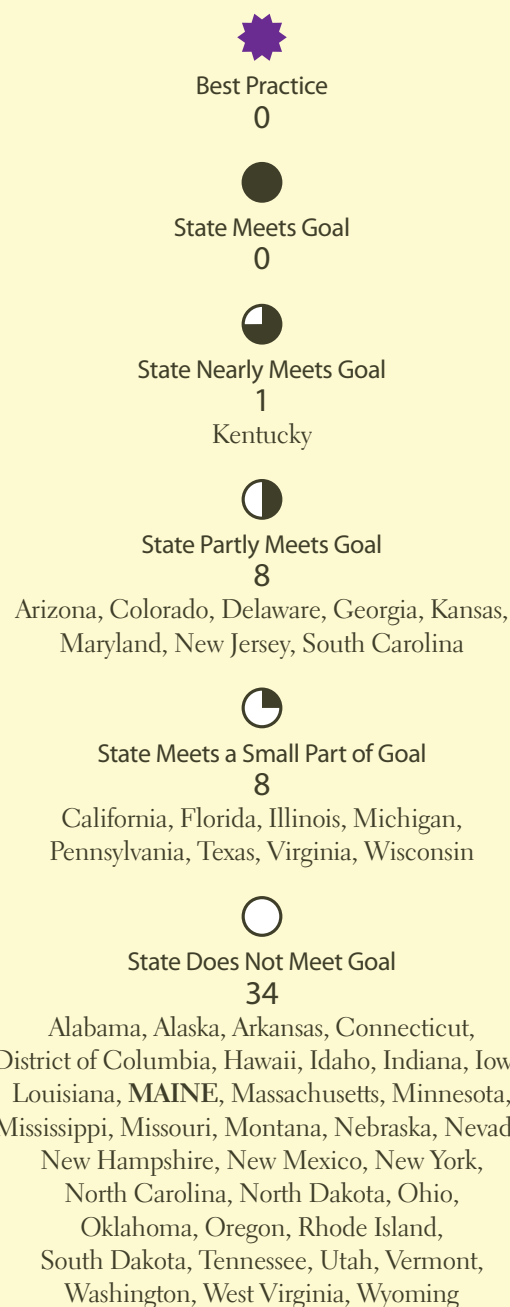 Best Practice
0
State Meets Goal
0
State Nearly Meets Goal
1
Kentucky
State Partly Meets Goal
8
Arizona, Colorado, Delaware, Georgia, Kansas,
Maryland, New Jersey, South Carolina
State Meets a Small Part of Goal
8
California, Florida, Illinois, Michigan,
Pennsylvania, Texas, Virginia, Wisconsin
State Does Not Meet Goal
34
Alabama, Alaska, Arkansas, Connecticut,
District of Columbia, Hawaii, Idaho, Indiana, Iow
Louisiana, MAINE, Massachusetts, Minnesota,
Mississippi, Missouri, Montana, Nebraska, Nevad
New Hampshire, New Mexico, New York,
North Carolina, North Dakota, Ohio,
Oklahoma, Oregon, Rhode Island,
South Dakota, Tennessee, Utah, Vermont,
Washington, West Virginia, Wyoming